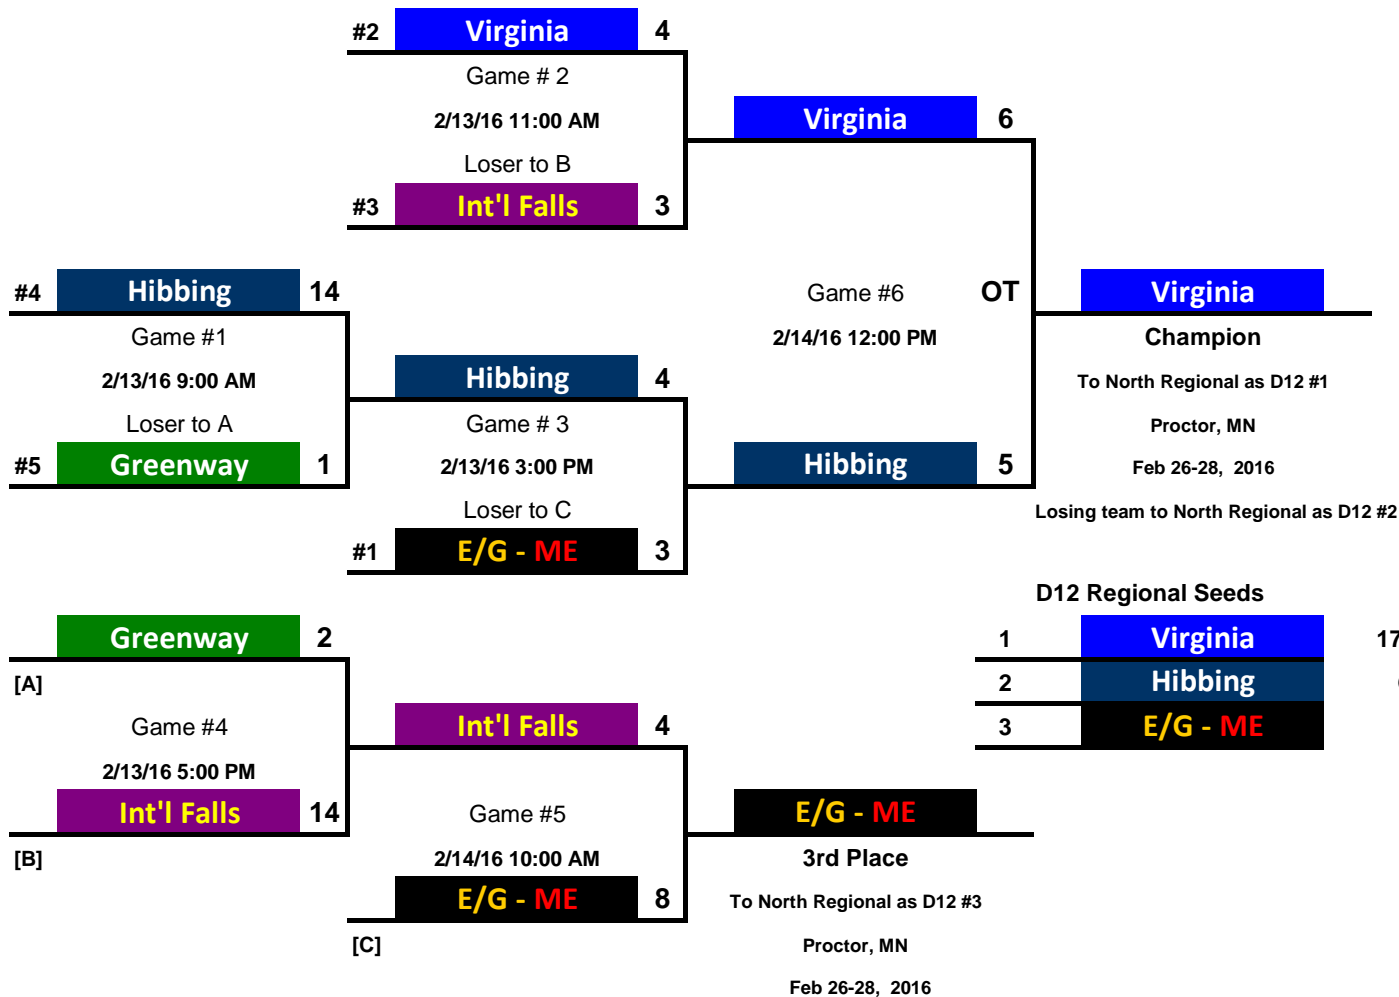 #2 Virginia 4
Game # 2
2/13/16 11:00 AM
Loser to B
#3 Int'l Falls 3
Virginia 6
Game #6 OT
2/14/16 12:00 PM
Hibbing 5
#4 Hibbing 14
Game #1
2/13/16 9:00 AM
Loser to A
#5 Greenway 1
Hibbing 4
Game # 3
2/13/16 3:00 PM
Loser to C
#1 E/G - ME 3
Virginia
Champion
To North Regional as D12 #1
Proctor, MN
Feb 26-28, 2016
Losing team to North Regional as D12 #2
D12 Regional Seeds
1 Virginia 17
2 Hibbing
3 E/G - ME
Greenway 2
[A]
Game #4
2/13/16 5:00 PM
Int'l Falls 14
[B]
Int'l Falls 4
Game #5
2/14/16 10:00 AM
E/G - ME 8
[C]
E/G - ME
3rd Place
To North Regional as D12 #3
Proctor, MN
Feb 26-28, 2016